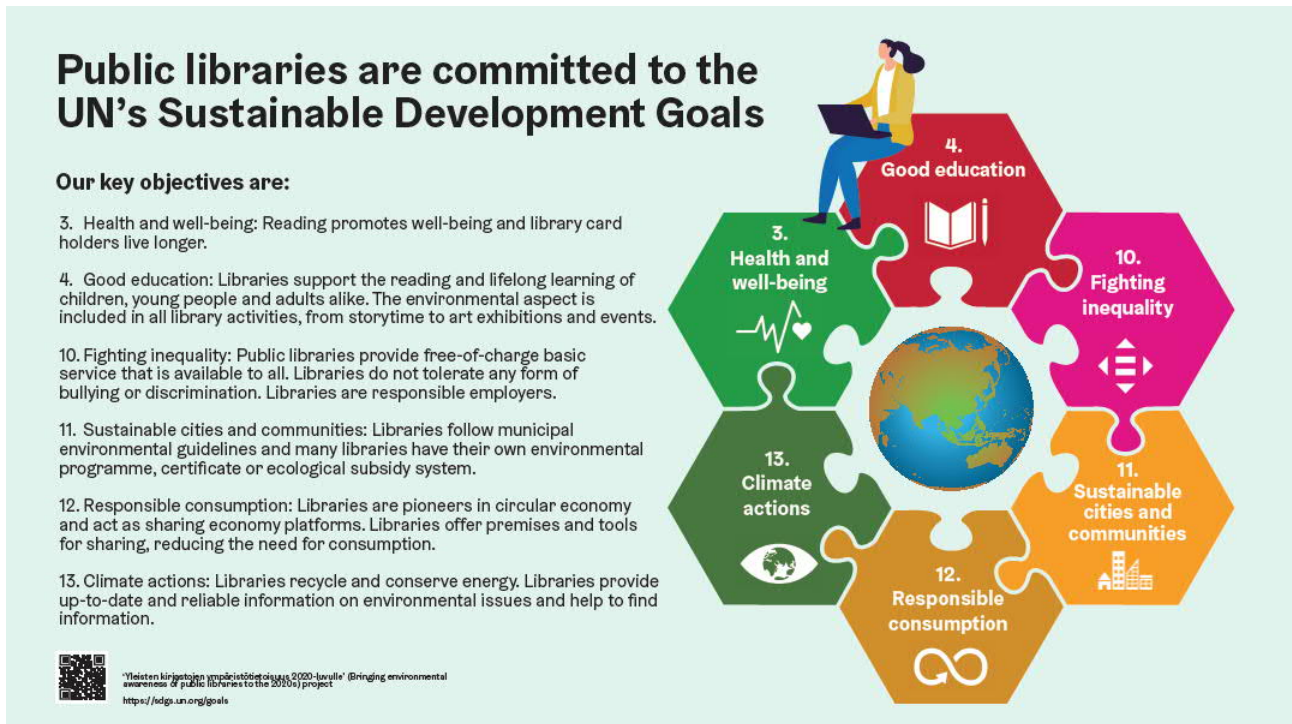 Public libraries are committed to the
UN's Sustainable Development Goals
Our key objectives are:
3. Health and well-being: Reading promotes well-being and library card
holders live longer.
4. Good education: Libraries support the reading and lifelong learning of
children, young people and adults alike. The environmental aspect is
included in all library activities, from storytime to art exhibitions and events.
10. Fighting inequality: Public libraries provide free-of-charge basic
service that is available to all. Libraries do not tolerate any form of
bullying or discrimination. Libraries are responsible employers.
11. Sustainable cities and communities: Libraries follow municipal
environmental guidelines and many libraries have their own environmental
programme, certificate or ecological subsidy system.
12. Responsible consumption: Libraries are pioneers in circular economy
and act as sharing economy platforms. Libraries offer premises and tools
for sharing, reducing the need for consumption.
13. Climate actions: Libraries recycle and conserve energy. Libraries provide
up-to-date and reliable information on environmental issues and help to find
information.
'Yleisten kirjastojen ympäristötietoisuus 2020-luvulle' (Bringing environmental
awareness of public libraries to the 2020s) project
https://sdgs.un.org/goals
4.
Good education
3.
Health and
well-being
10.
Fighting
inequality
13.
Climate
actions
11.
Sustainable
cities and
communities
12.
Responsible
consumption